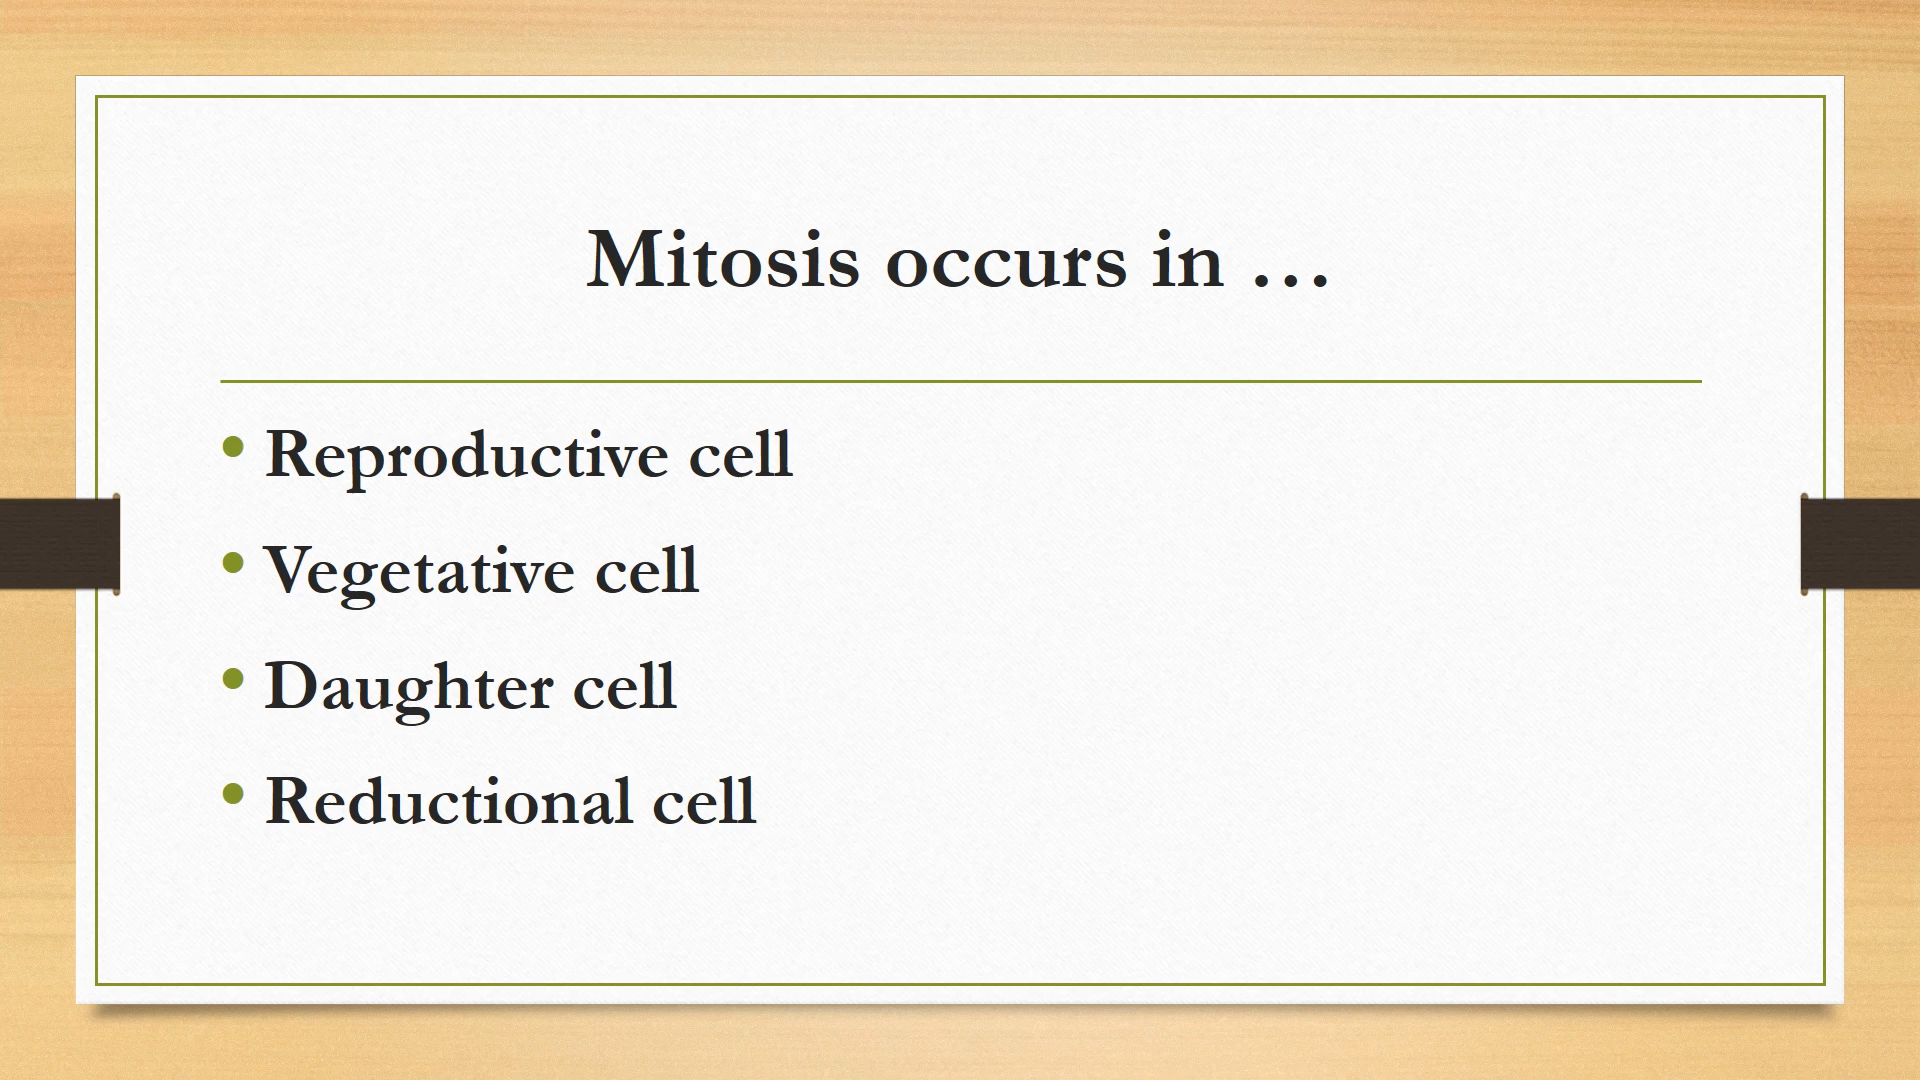 Mitosis occurs in …
• Reproductive cell
• Vegetative cell
• Daughter cell
• Reductional cell